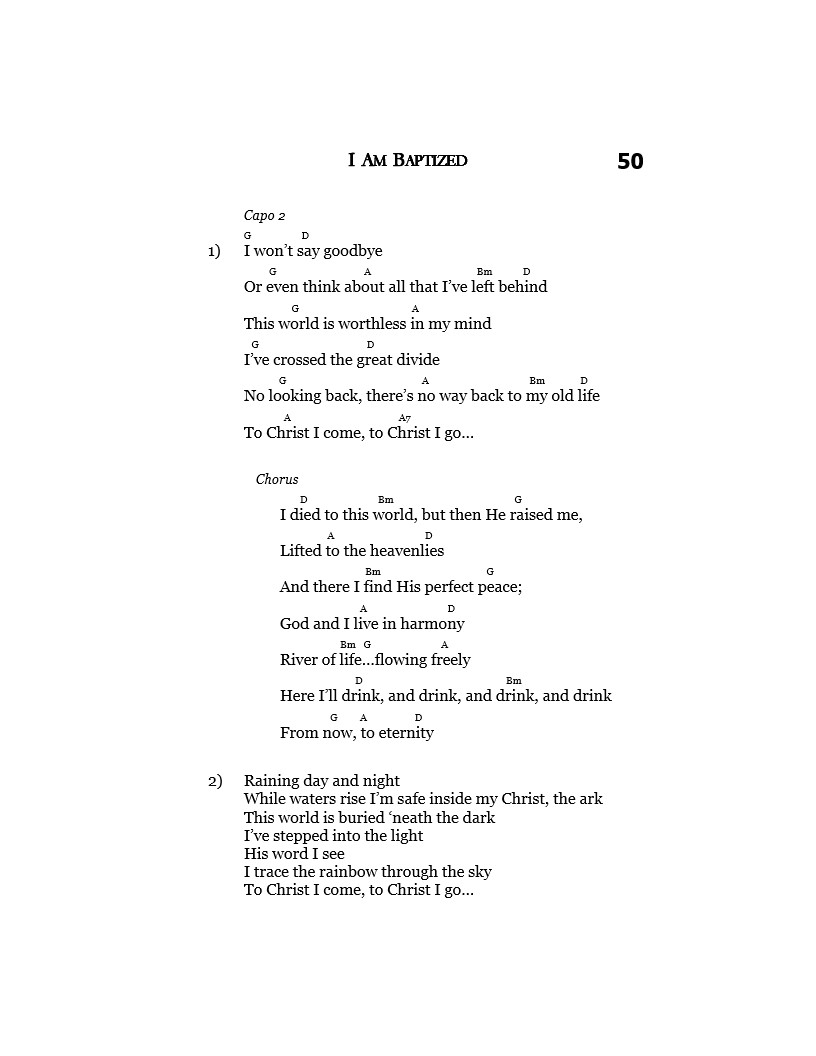 I AM BAPTIZED 50
Capo 2
G D
1) I won't say goodbye
G A Bm D
Or even think about all that I've left behind
G A
This world is worthless in my mind
G D
I've crossed the great divide
G A Bm D
No looking back, there's no way back to my old life
A A7
To Christ I come, to Christ I go...
Chorus
D Bm G
I died to this world, but then He raised me,
A D
Lifted to the heavenlies
Bm G
And there I find His perfect peace;
A D
God and I live in harmony
Bm G A
River of life...flowing freely
D Bm
Here I'll drink, and drink, and drink, and drink
G A D
From now, to eternity
2) Raining day and night
While waters rise I'm safe inside my Christ, the ark
This world is buried ‘neath the dark
I've stepped into the light
His word I see
I trace the rainbow through the sky
To Christ I come, to Christ I go...